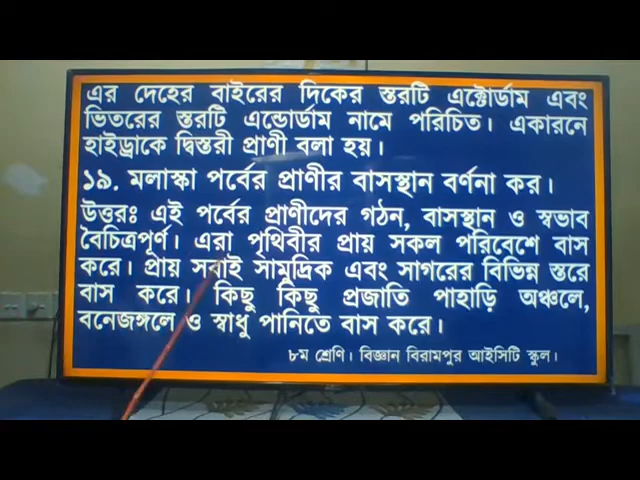 এর দেহের বাইরের দিকের স্তরটি এক্টোর্ডাম এবং
ভিতরের স্তরটি এন্ডোর্ডাম নামে পরিচিত। একারনে
হাইড্রাকে দ্বিস্তরী প্রাণী বলা হয়।
১৯. মলাস্কা পর্বের প্রাণীর বাসস্থান বর্ণনা কর।
উত্তরঃ এই পর্বের প্রাণীদের গঠন, বাসস্থান ও স্বভাব
বৈচিত্রপূর্ণ। এরা পৃথিবীর প্রায় সকল পরিবেশে বাস
করে। প্রায় সবাই সামুদ্রিক এবং সাগরের বিভিন্ন স্তরে
বাস করে। কিছু কিছু প্রজাতি পাহাড়ি অঞ্চলে,
বনেজঙ্গলে ও স্বাধু পানিতে বাস করে।
৮ম শ্রেণি। বিজ্ঞান বিরামপুর আইসিটি স্কুল।